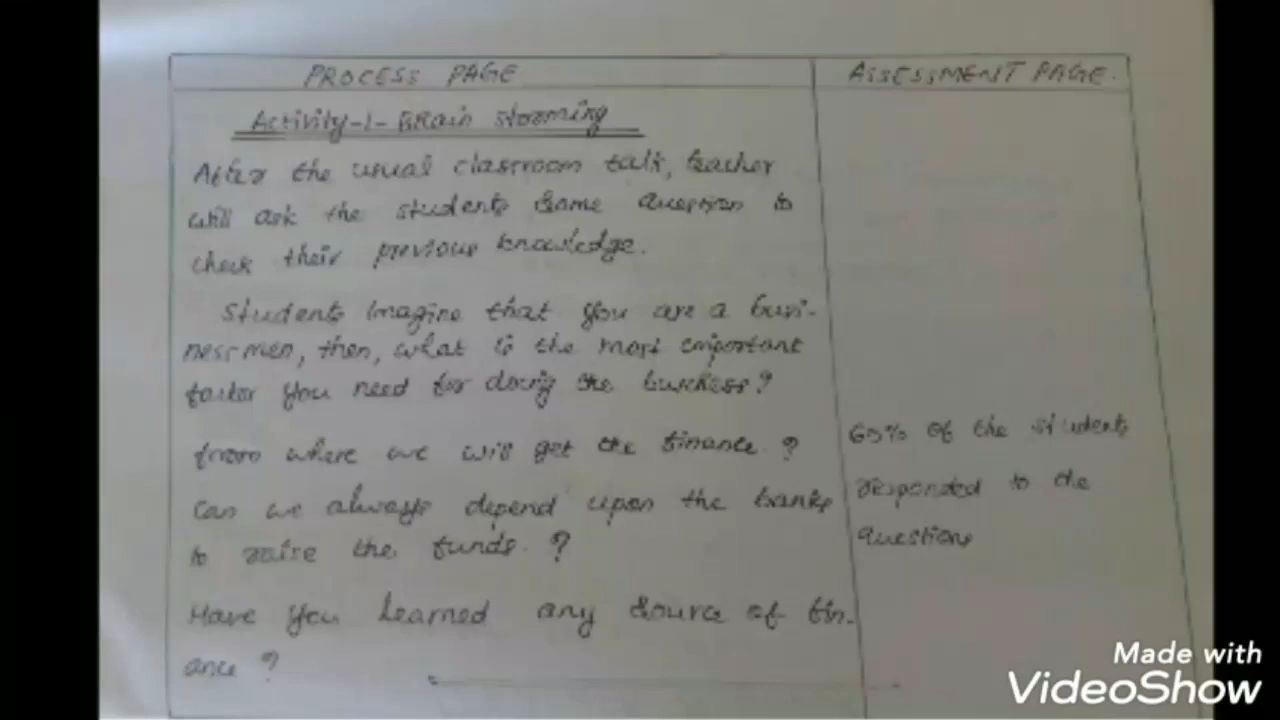 PROCESS PAGE
ASSESSMENT PAGE.
Activity-1-Brain storming
After the usual classroom talk, teacher
will ask the students some question to
check their previous knowledge.
Students imagine that you are a busi-
nessmen, then, what is the most important
factor you need for doing the business?
from where we will get the finance ?
Can we always depend upon the banks
to raise the funds. ?
Have you learned any source of fin-
ance ?
60% of the students
responded to the
questions
Made with
VideoShow